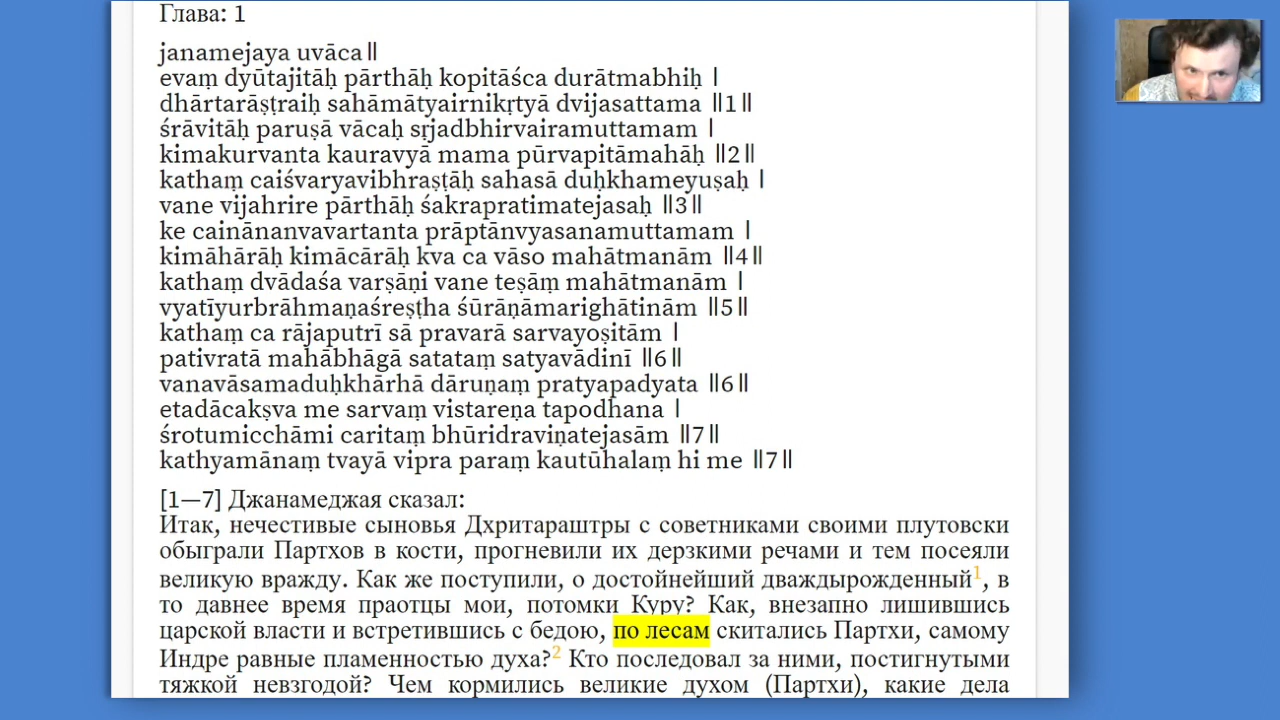 Глава: 1
janamejaya uvāca॥
evaṃ dyūtajitāḥ pārthāḥ kopitāśca durātmabhiḥ ।
dhārtarāṣṭraiḥ sahāmātyairnikṛtyā dvijasattama ॥1॥
śrāvitāḥ paruṣā vācaḥ sṛjadbhirvairamuttamam ।
kimakurvanta kauravyā mama pūrvapitāmahāḥ ॥2॥
kathaṃ caiśvaryavibhraṣṭāḥ sahasā duḥkhameyuṣaḥ ।
vane vijahrire pārthāḥ śakrapratimatejasaḥ ॥3॥
ke cainānanvavartanta prāptānvyasanamuttamam ।
kimāhārāḥ kimācārāḥ kva ca vāso mahātmanām ॥4॥
kathaṃ dvādaśa varṣāṇi vane teṣāṃ mahātmanām ।
vyatīyurbrāhmaṇaśreṣṭha śūrāṇāmarighātinām ॥5॥
kathaṃ ca rājaputrī sā pravarā sarvayoṣitām ।
pativratā mahābhāgā satataṃ satyavādinī ॥6॥
vanavāsamaduḥkhārhā dāruṇaṃ pratyapadyata ॥6॥
etadācakṣva me sarvaṃ vistareṇa tapodhana ।
śrotumicchāmi caritaṃ bhūridraviṇatejasām ॥7॥
kathyamānaṃ tvayā vipra paraṃ kautūhalaṃ hi me ॥7॥
[1—7] Джанамеджая сказал:
Итак, нечестивые сыновья Дхритараштры с советниками своими плутовски
обыграли Партхов в кости, прогневили их дерзкими речами и тем посеяли
великую вражду. Как же поступили, о достойнейший дваждырожденный1, в
то давнее время праотцы мои, потомки Куру? Как, внезапно лишившись
царской власти и встретившись с бедою, по лесам скитались Партхи, самому
Индре равные пламенностью духа?2 Кто последовал за ними, постигнутыми
тяжкой невзгодой? Чем кормились великие духом (Партхи), какие дела